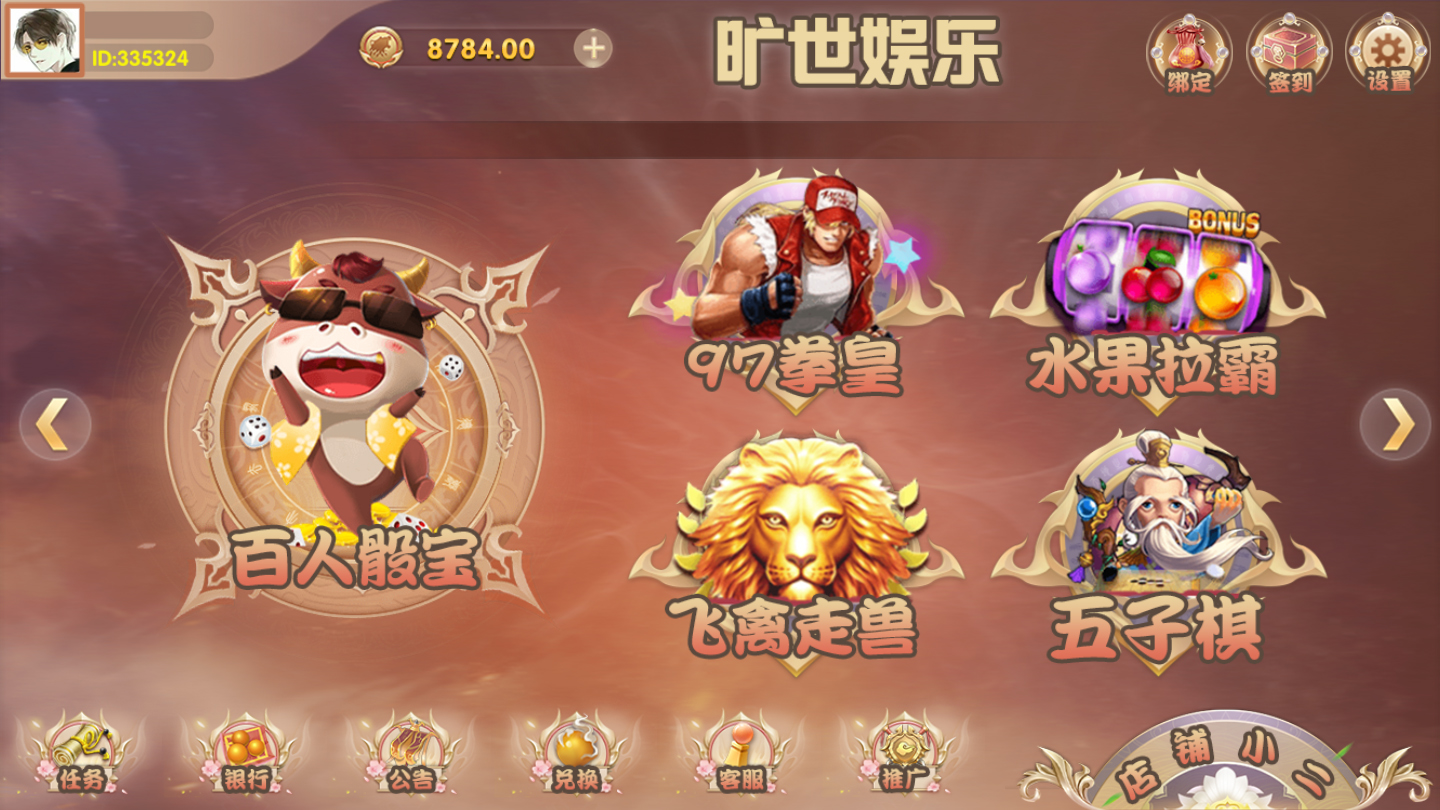 ID:335324
8784.00
旷世娱乐
绑定
签到
设置
BONUS
97拳皇
水果拉霸
百人骰宝
飞禽走兽
五子棋
任务
银行
公告
兑换
客服
推广
店铺小二